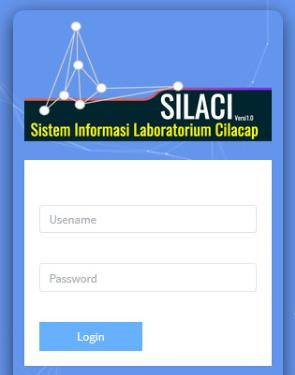 SILACI Versi1.0
Sistem Informasi Laboratorium Cilacap
Usename
Password
Login